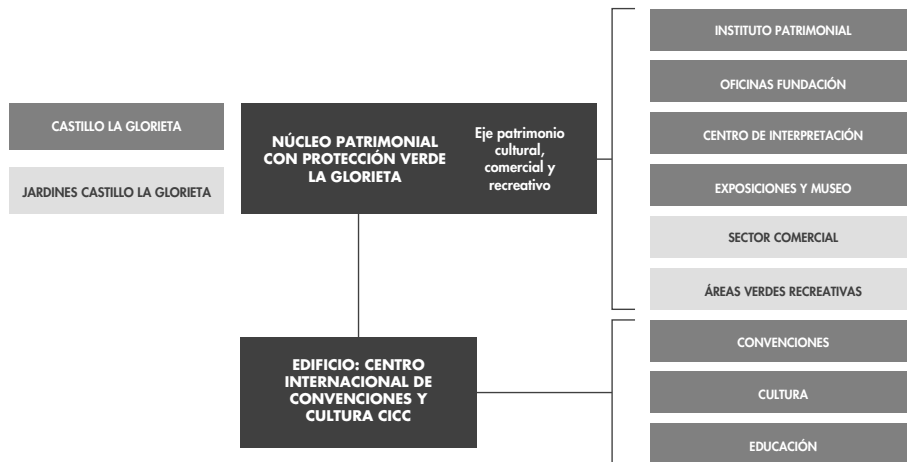 CASTILLO LA GLORIETA
JARDINES CASTILLO LA GLORIETA
NÚCLEO PATRIMONIAL
CON PROTECCIÓN VERDE
LA GLORIETA
Eje patrimonio
cultural,
comercial y
recreativo
INSTITUTO PATRIMONIAL
OFICINAS FUNDACIÓN
CENTRO DE INTERPRETACIÓN
EXPOSICIONES Y MUSEO
SECTOR COMERCIAL
ÁREAS VERDES RECREATIVAS
EDIFICIO: CENTRO
INTERNACIONAL DE
CONVENCIONES Y
CULTURA CICC
CONVENCIONES
CULTURA
EDUCACIÓN